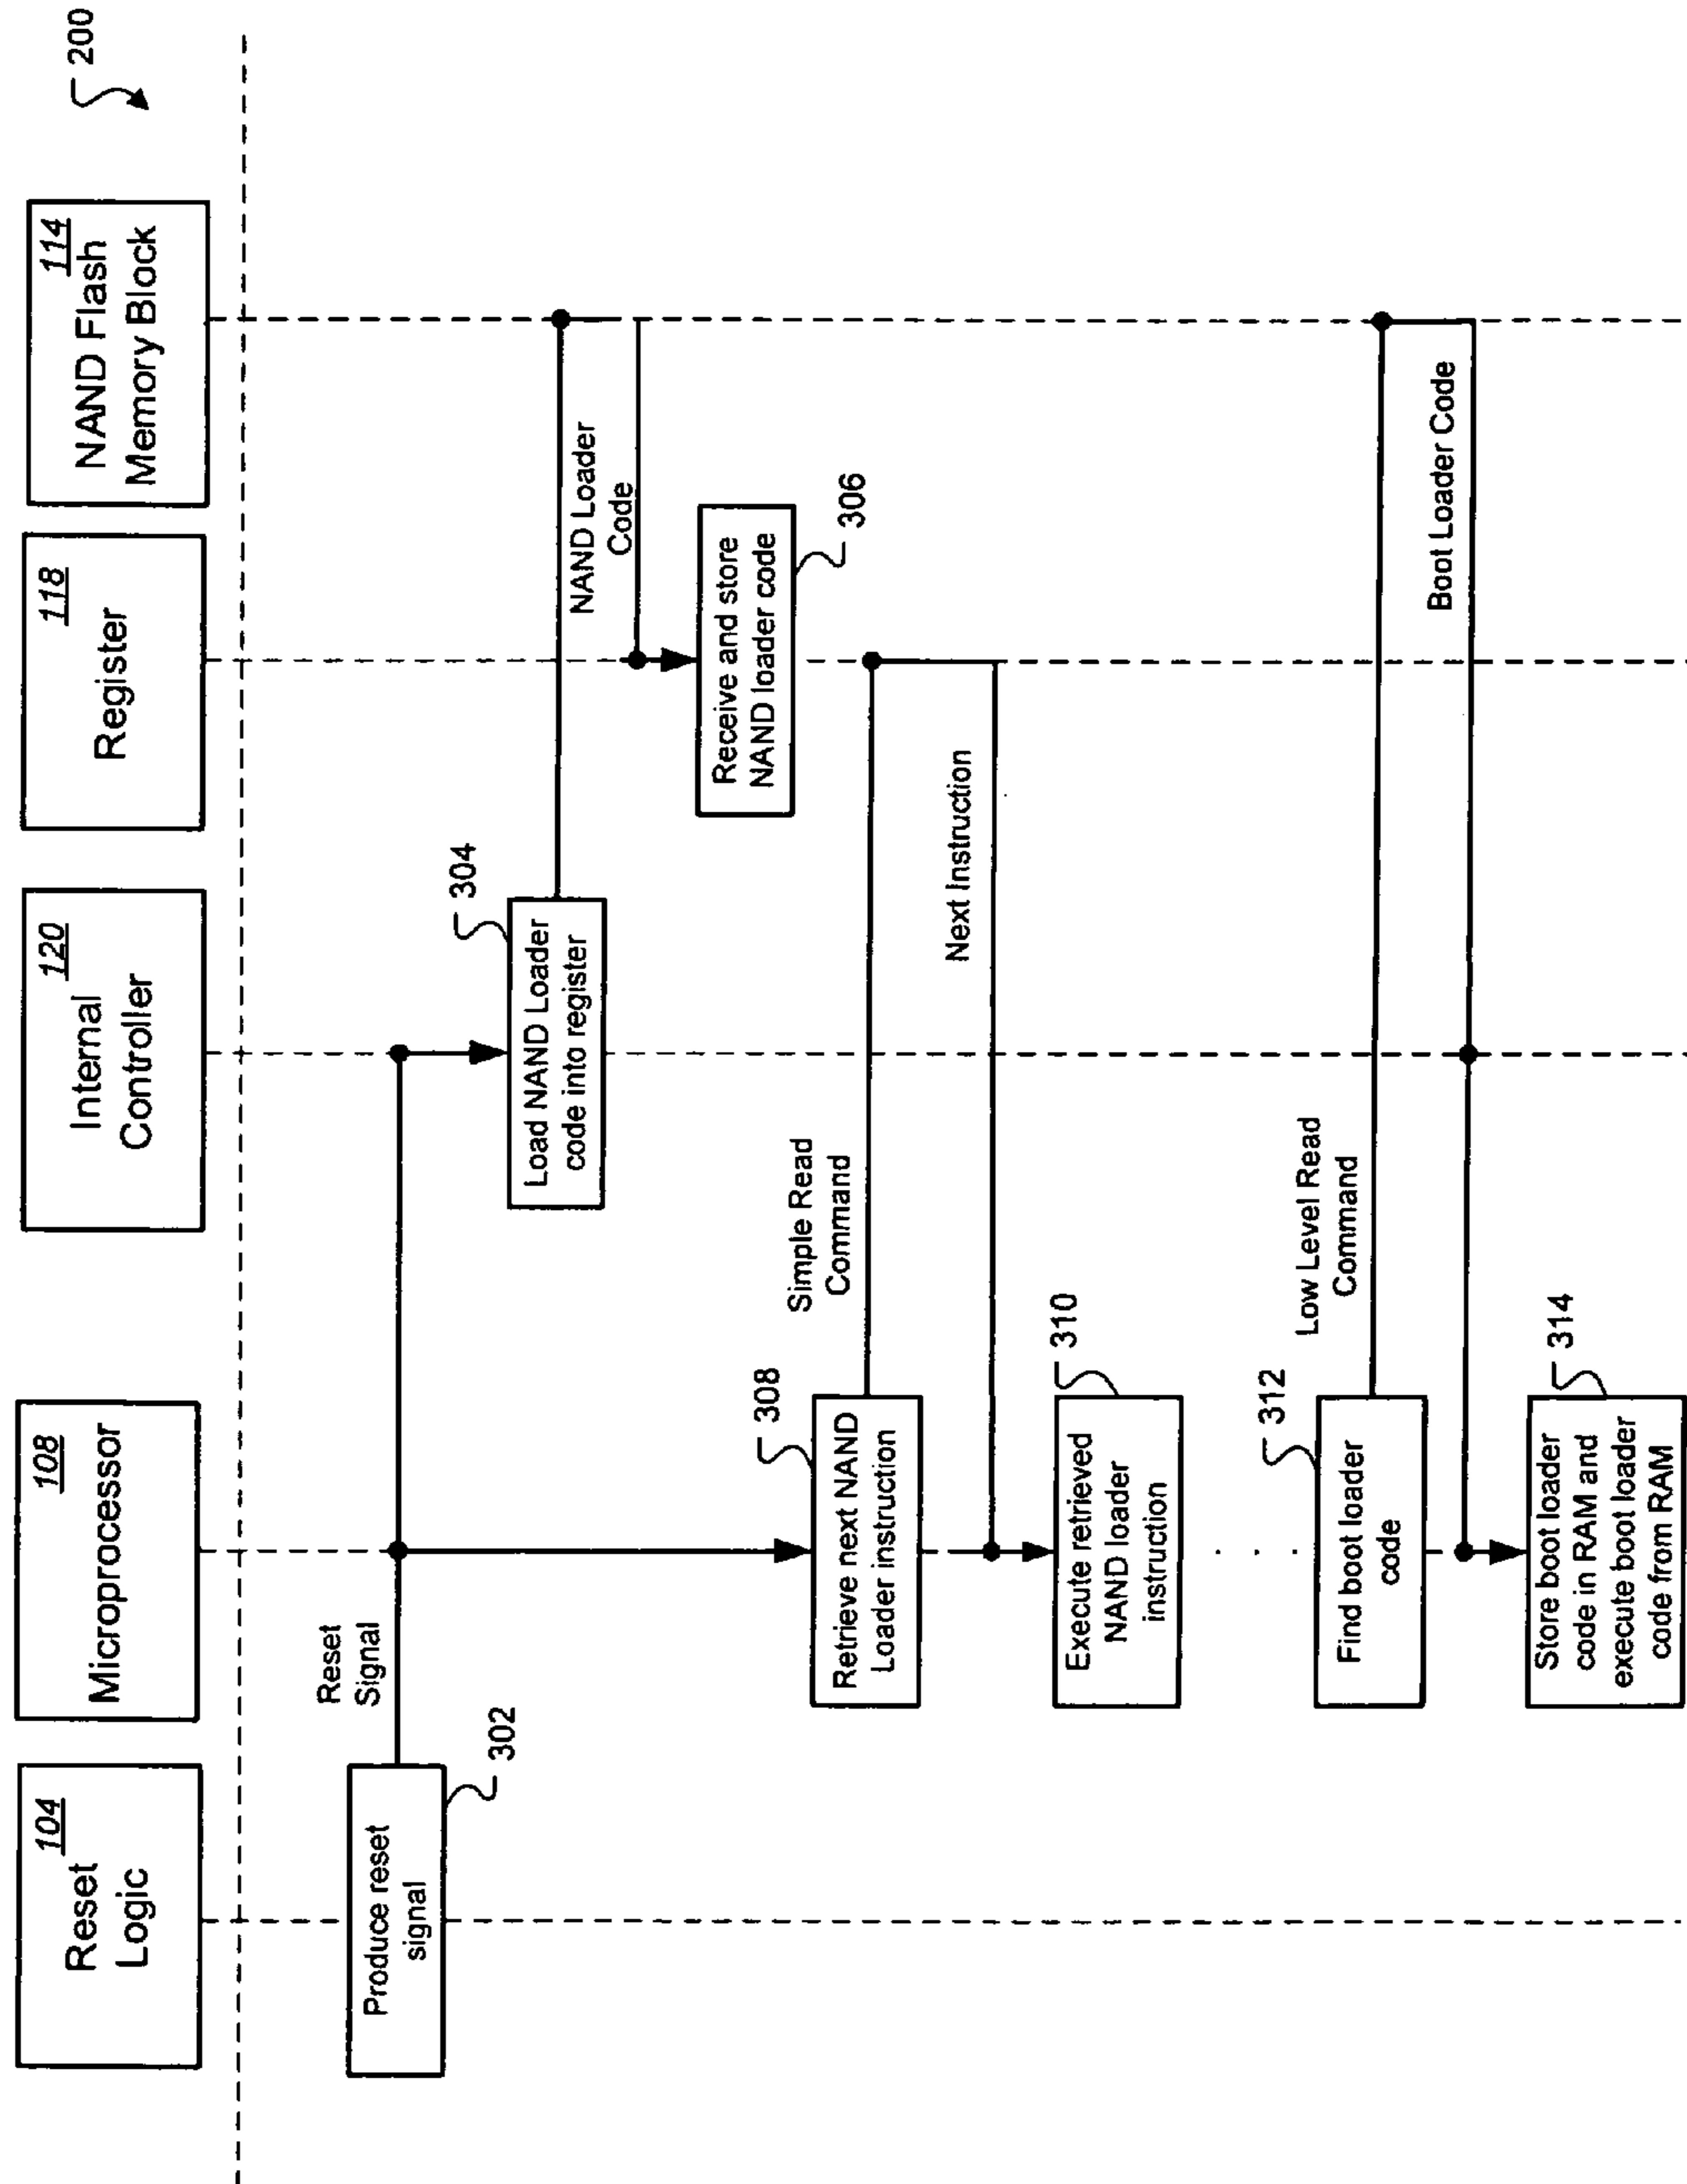 200
104
Reset
Logic
108
Microprocessor
120
Internal
Controller
118
Register
114
NAND Flash
Memory Block
Produce reset
signal
302
Reset
Signal
Load NAND Loader
code into register
304
NAND Loader
Code
Receive and store
NAND loader code
306
Retrieve next NAND
Loader instruction
308
Simple Read
Command
Next Instruction
Execute retrieved
NAND loader
instruction
310
Find boot loader
code
312
Low Level Read
Command
Boot Loader Code
Store boot loader
code in RAM and
execute boot loader
code from RAM
314